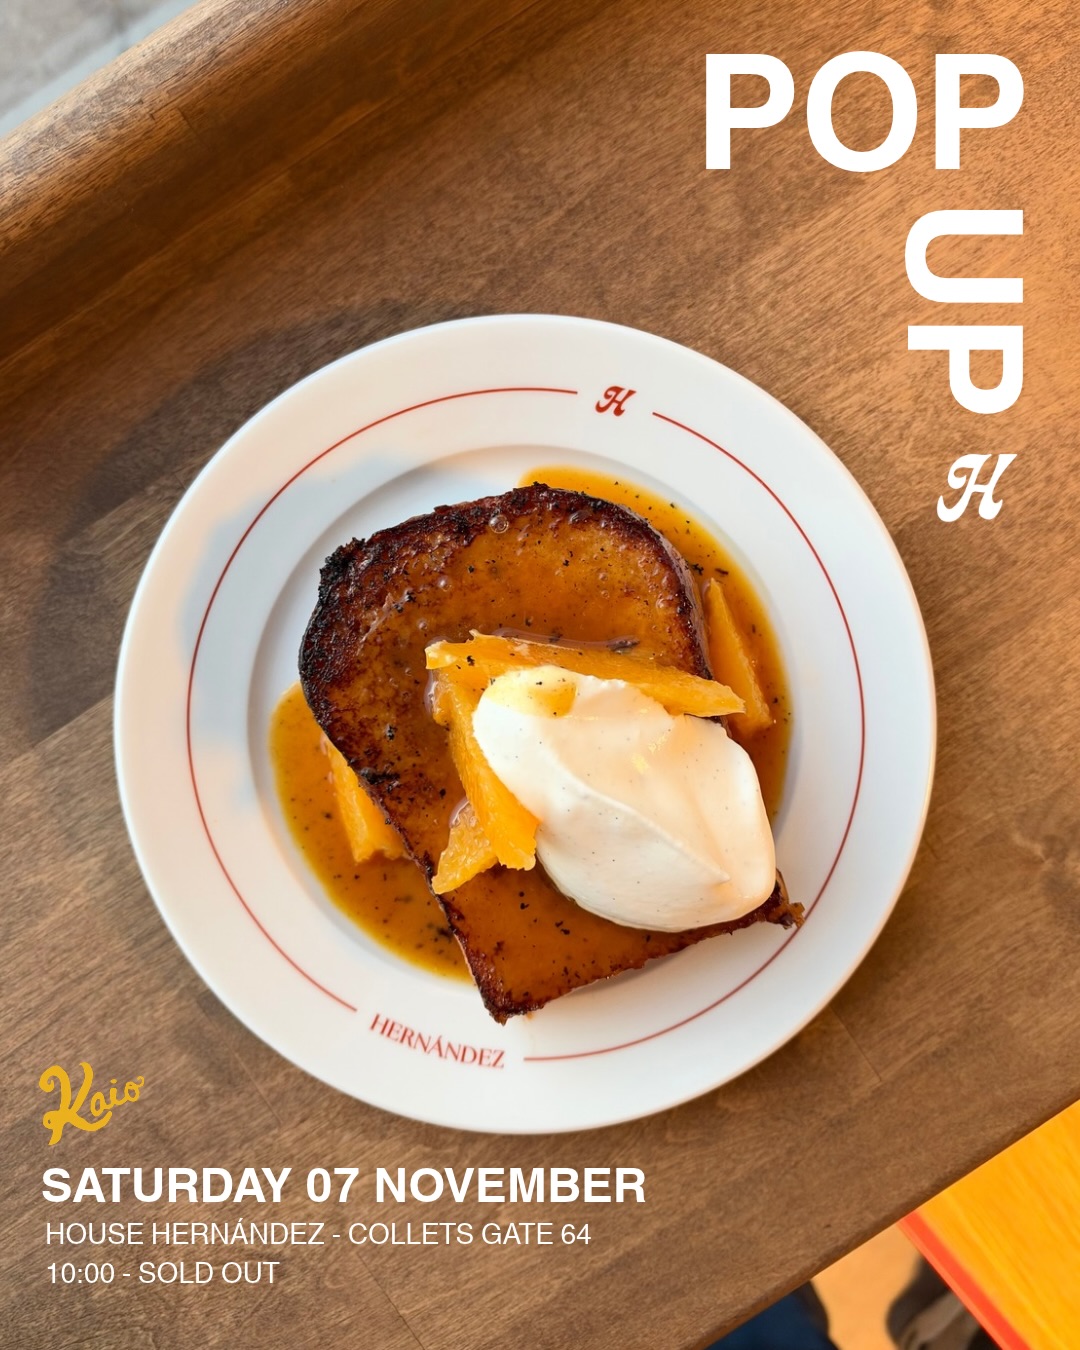 POP
UP
H
H
HERNÁNDEZ
Kaio
SATURDAY 07 NOVEMBER
HOUSE HERNÁNDEZ - COLLETS GATE 64
10:00 - SOLD OUT